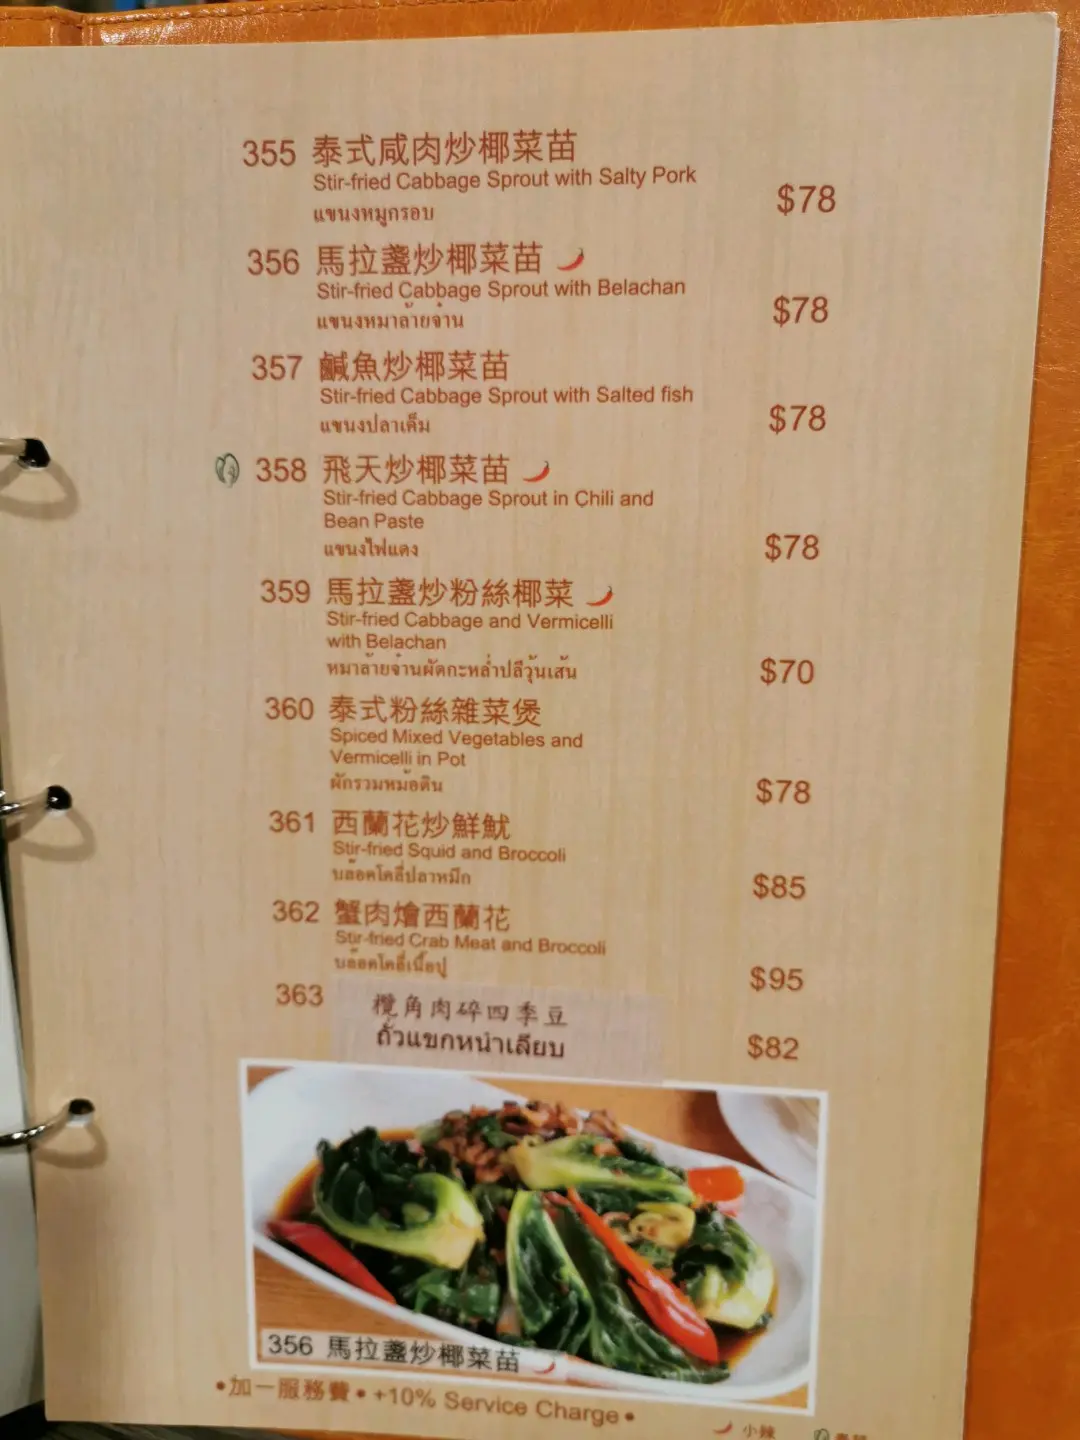 355 泰式咸肉炒椰菜苗
Stir-fried Cabbage Sprout with Salty Pork
แขนงหมูกรอบ
$78
356 馬拉盞炒椰菜苗
Stir-fried Cabbage Sprout with Belachan
แขนงหมาล้ายจ๋าน
$78
357 鹹魚炒椰菜苗
Stir-fried Cabbage Sprout with Salted fish
แขนงปลาเค็ม
$78
358 飛天炒椰菜苗
Stir-fried Cabbage Sprout in Chili and
Bean Paste
แขนงไฟแดง
$78
359 馬拉盞炒粉絲椰菜
Stir-fried Cabbage and Vermicelli
with Belachan
หมาล้ายจ๋านผัดกะหล่ำปลีวุ้นเส้น
$70
360 泰式粉絲雜菜煲
Spiced Mixed Vegetables and
Vermicelli in Pot
ผักรวมหม้อดิน
$78
361 西蘭花炒鮮魷
Stir-fried Squid and Broccoli
บล๊อคโคลี่ปลาหมึก
$85
362 蟹肉燴西蘭花
Stir-fried Crab Meat and Broccoli
บล๊อคโคลี่เนื้อปู
$95
363 欖角肉碎四季豆
ถั่วแขกหนำเลียบ
$82
356 馬拉盞炒椰菜苗
•加一服務費• +10% Service Charge•
小辣